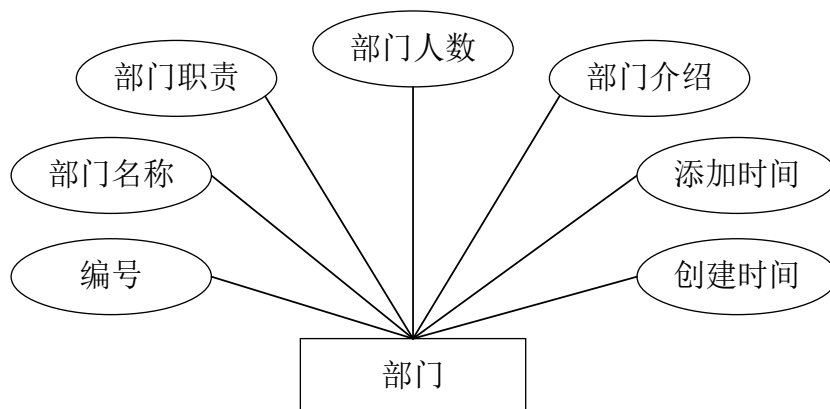 部门人数
部门职责
部门介绍
部门名称
添加时间
编号
创建时间
部门